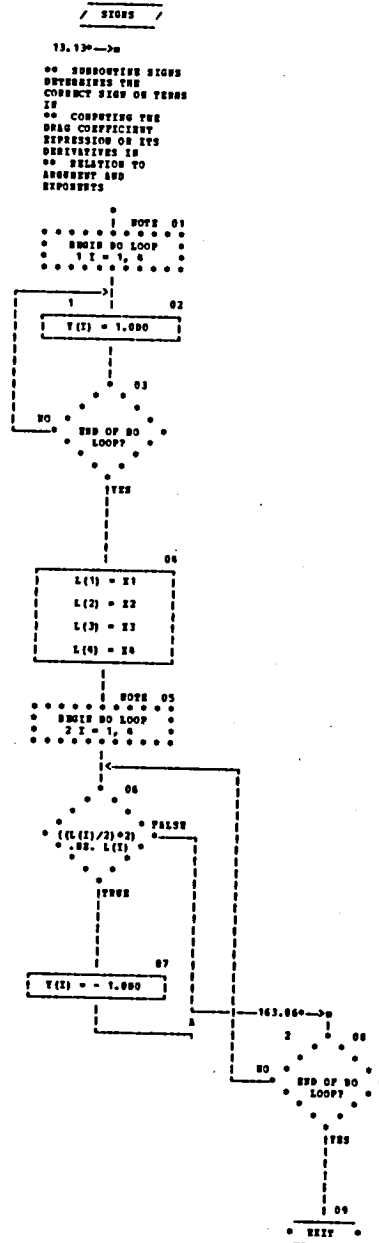 / SIGNS /
13.13*-->*
** SUBROUTINE SIGNS
DETERMINES THE
CORRECT SIGN ON TERMS
IN
** COMPUTING THE
DRAG COEFFICIENT
EXPRESSION OR ITS
DERIVATIVES IN
** RELATION TO
ARGUMENT AND
EXPONENTS
NOTE 01
BEGIN DO LOOP
1 I = 1, 4
1
02
T(I) = 1.0D0
03
NO
END OF DO
LOOP?
YES
04
L(1) = X1
L(2) = X2
L(3) = X3
L(4) = X4
NOTE 05
BEGIN DO LOOP
2 I = 1, 4
06
((L(I)/2)*2)
.NE. L(I)
FALSE
TRUE
07
T(I) = - 1.0D0
163.06*-->*
2
08
NO
END OF DO
LOOP?
YES
09
* EXIT *